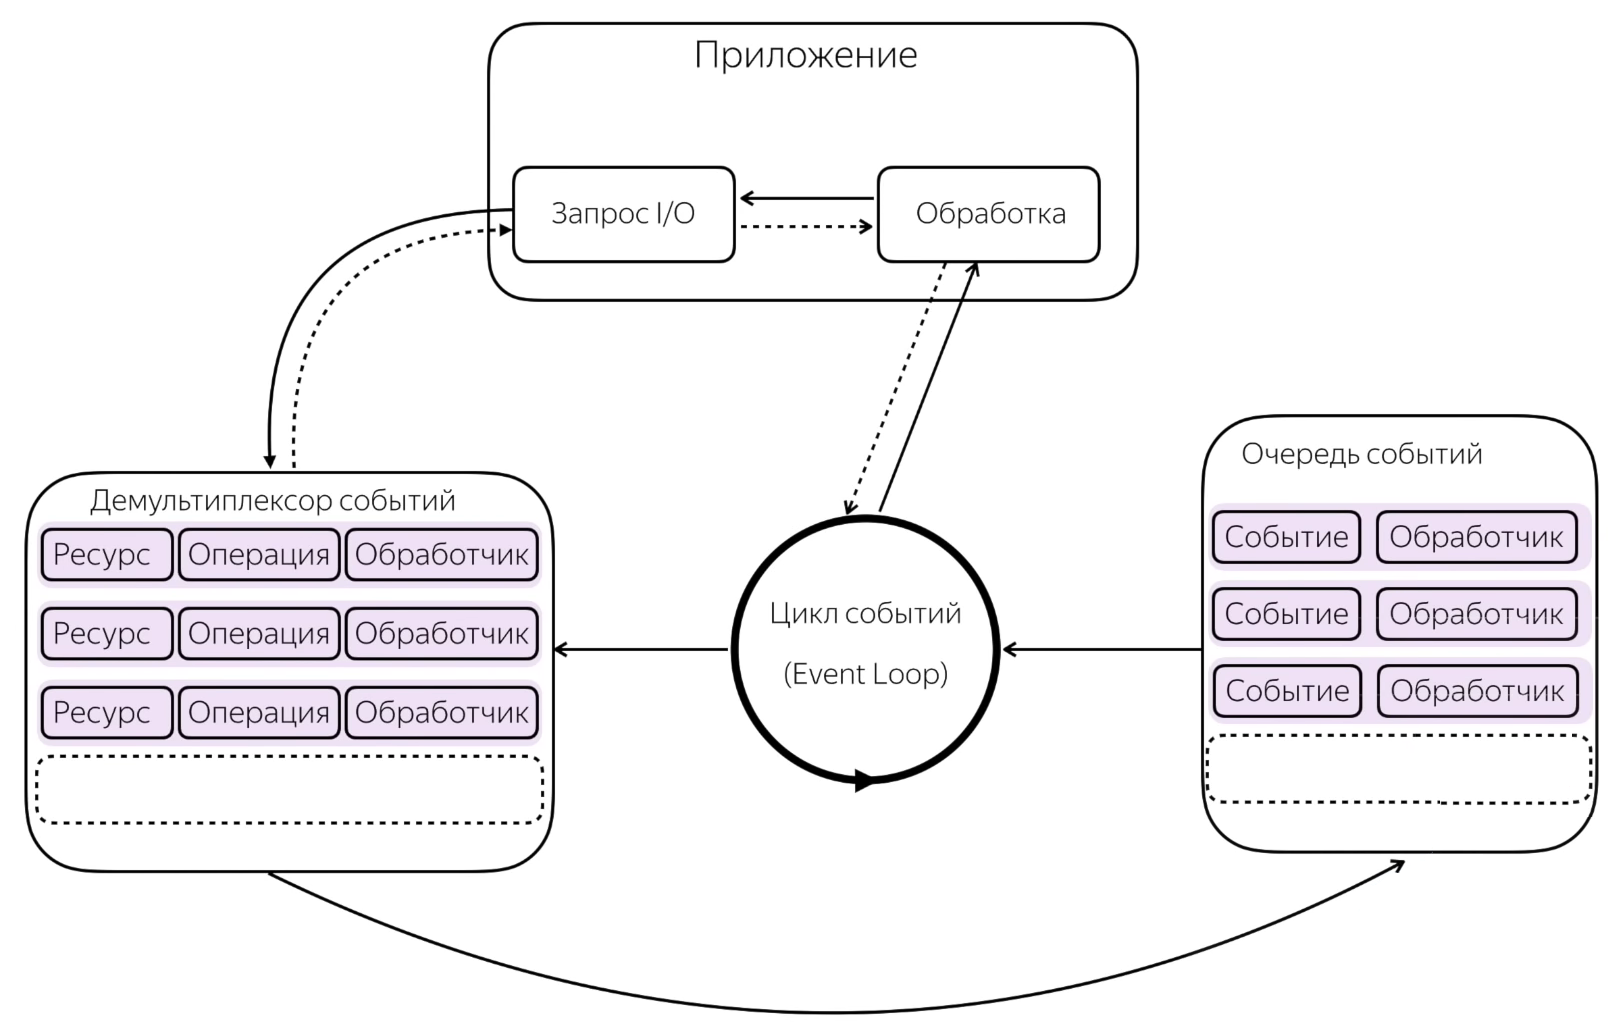 Приложение
Запрос I/O
Обработка
Демультиплексор событий
Ресурс Операция Обработчик
Ресурс Операция Обработчик
Ресурс Операция Обработчик
Цикл событий
(Event Loop)
Очередь событий
Событие Обработчик
Событие Обработчик
Событие Обработчик